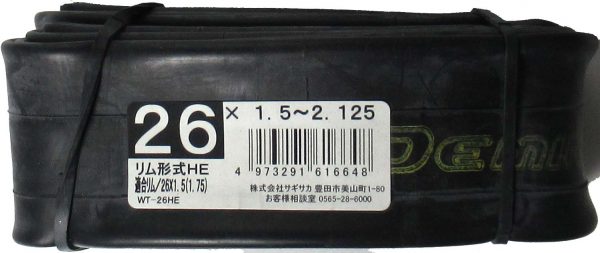 26 × 1.5～2.125
リム形式HE
適合リム/26X1.5(1.75)
WT-26HE
4 973291 616648
株式会社サギサカ 豊田市美山町1-80
お客様相談室 0565-28-6000